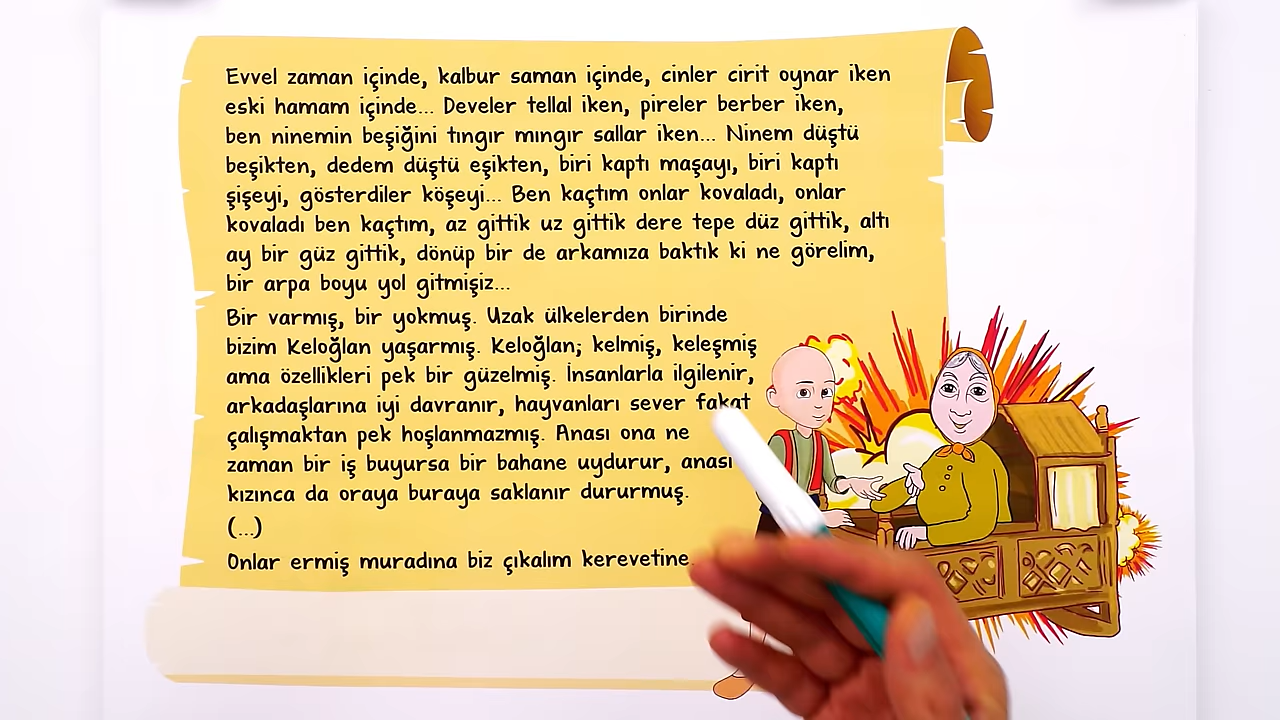 Evvel zaman içinde, kalbur saman içinde, cinler cirit oynar iken
eski hamam içinde... Develer tellal iken, pireler berber iken,
ben ninemin beşiğini tıngır mıngır sallar iken... Ninem düştü
beşikten, dedem düştü eşikten, biri kaptı maşayı, biri kaptı
şişeyi, gösterdiler köşeyi... Ben kaçtım onlar kovaladı, onlar
kovaladı ben kaçtım, az gittik uz gittik dere tepe düz gittik, altı
ay bir güz gittik, dönüp bir de arkamıza baktık ki ne görelim,
bir arpa boyu yol gitmişiz...
Bir varmış, bir yokmuş. Uzak ülkelerden birinde
bizim Keloğlan yaşarmış. Keloğlan; kelmiş, keleşmiş
ama özellikleri pek bir güzelmiş. İnsanlarla ilgilenir,
arkadaşlarına iyi davranır, hayvanları sever fakat
çalışmaktan pek hoşlanmazmış. Anası ona ne
zaman bir iş buyursa bir bahane uydurur, anası
kızınca da oraya buraya saklanır dururmuş.
(...)
Onlar ermiş muradına biz çıkalım kerevetine.